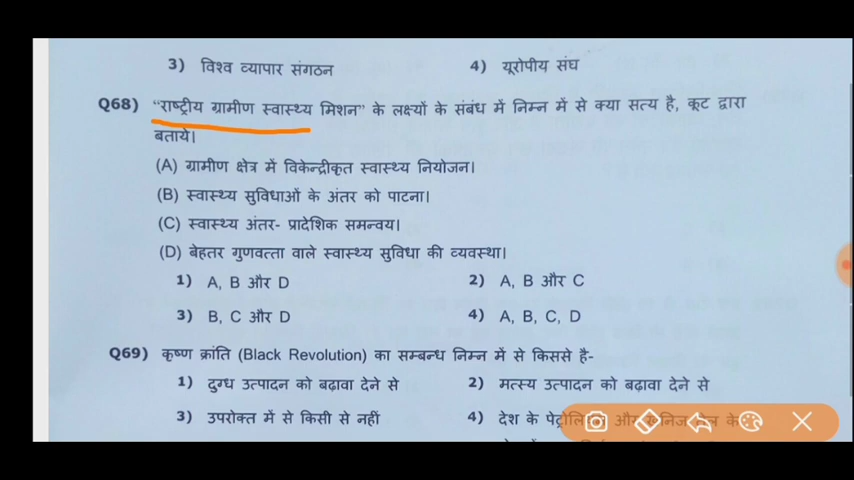 3) विश्व व्यापार संगठन 4) यूरोपीय संघ
Q68) “राष्ट्रीय ग्रामीण स्वास्थ्य मिशन” के लक्ष्यों के संबंध में निम्न में से क्या सत्य है, कूट द्वारा
बताये।
(A) ग्रामीण क्षेत्र में विकेन्द्रीकृत स्वास्थ्य नियोजन।
(B) स्वास्थ्य सुविधाओं के अंतर को पाटना।
(C) स्वास्थ्य अंतर- प्रादेशिक समन्वय।
(D) बेहतर गुणवत्ता वाले स्वास्थ्य सुविधा की व्यवस्था।
1) A, B और D 2) A, B और C
3) B, C और D 4) A, B, C, D
Q69) कृष्ण क्रांति (Black Revolution) का सम्बन्ध निम्न में से किससे है-
1) दुग्ध उत्पादन को बढ़ावा देने से 2) मत्स्य उत्पादन को बढ़ावा देने से
3) उपरोक्त में से किसी से नहीं 4) देश के और के